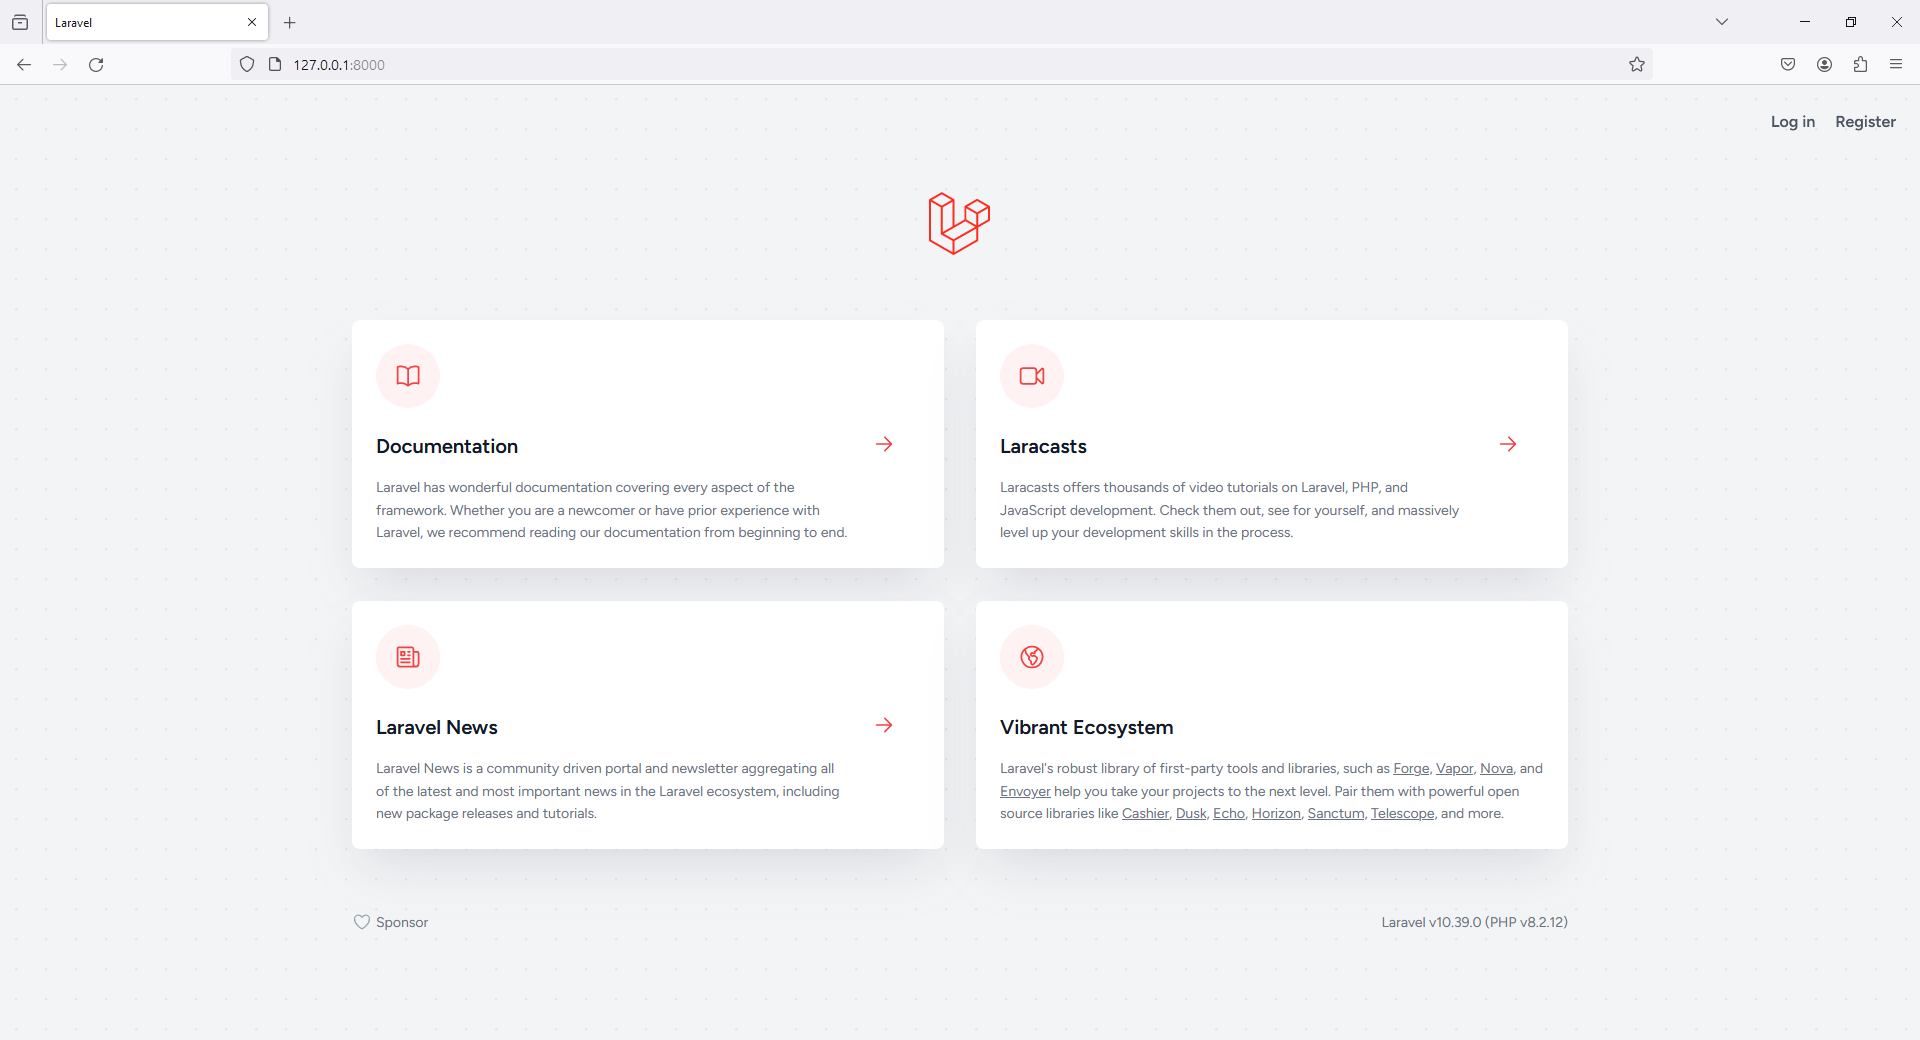 Laravel
127.0.0.1:8000
Log in Register
Documentation
Laravel has wonderful documentation covering every aspect of the
framework. Whether you are a newcomer or have prior experience with
Laravel, we recommend reading our documentation from beginning to end.
Laracasts
Laracasts offers thousands of video tutorials on Laravel, PHP, and
JavaScript development. Check them out, see for yourself, and massively
level up your development skills in the process.
Laravel News
Laravel News is a community driven portal and newsletter aggregating all
of the latest and most important news in the Laravel ecosystem, including
new package releases and tutorials.
Vibrant Ecosystem
Laravel's robust library of first-party tools and libraries, such as Forge, Vapor, Nova, and
Envoyer help you take your projects to the next level. Pair them with powerful open
source libraries like Cashier, Dusk, Echo, Horizon, Sanctum, Telescope, and more.
Sponsor
Laravel v10.39.0 (PHP v8.2.12)